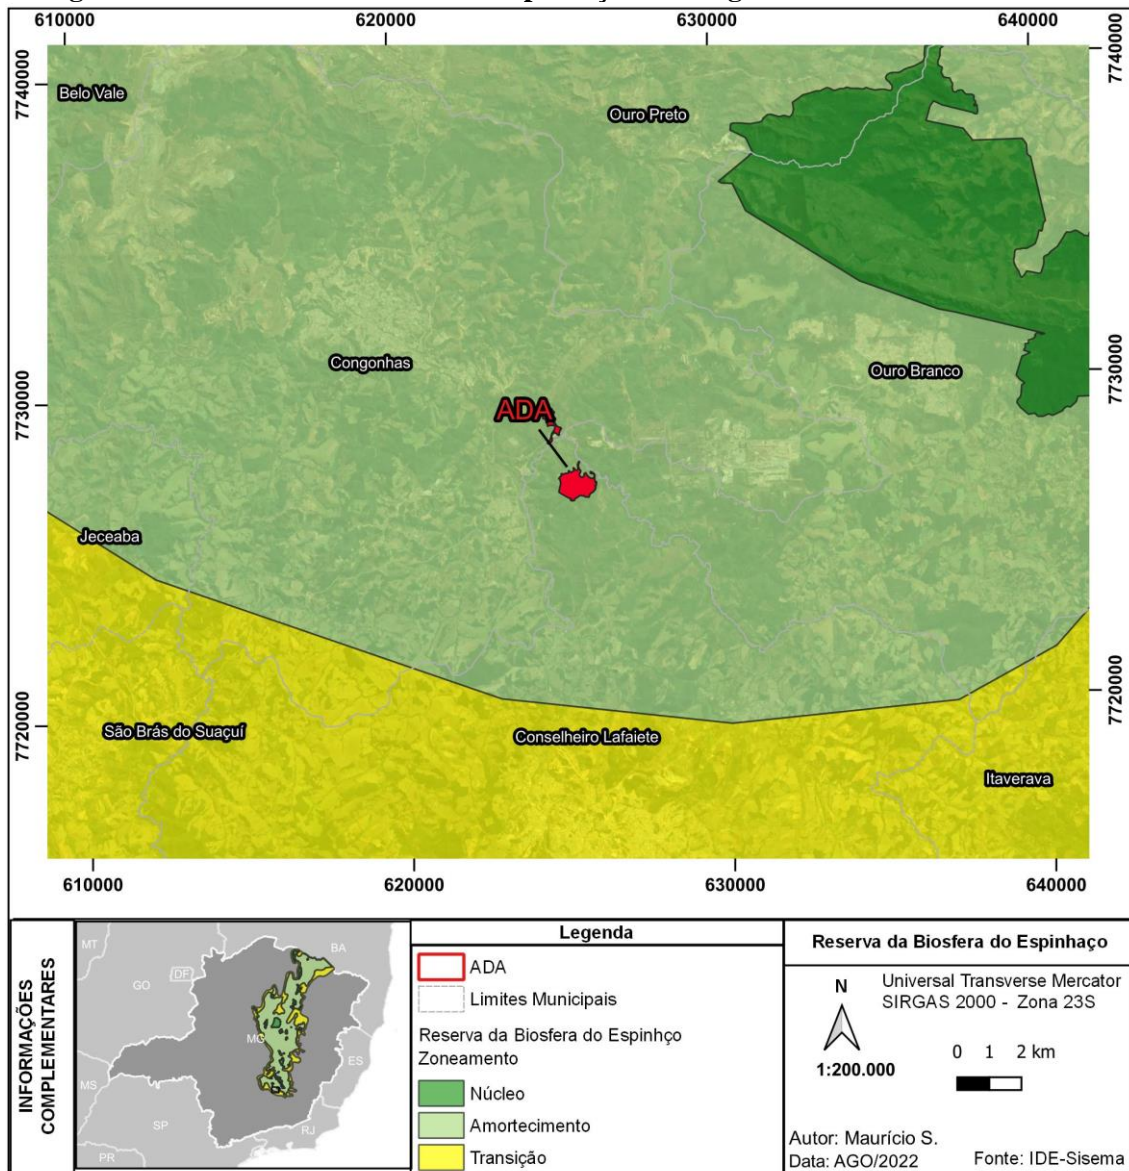 610000 620000 630000 640000
7740000
7740000
Belo Vale
Ouro Preto
Congonhas
Ouro Branco
7730000
7730000
ADA
Jeceaba
7720000
7720000
São Brás do Suaçuí
Conselheiro Lafaiete
Itaverava
610000 620000 630000 640000
INFORMAÇÕES
COMPLEMENTARES
MT
BA
DF
GO
MG
ES
MS
SP
RJ
PR
Legenda
ADA
Limites Municipais
Reserva da Biosfera do Espinhço
Zoneamento
Núcleo
Amortecimento
Transição
Reserva da Biosfera do Espinhaço
N
Universal Transverse Mercator
SIRGAS 2000 - Zona 23S
1:200.000
0 1 2 km
Autor: Maurício S.
Data: AGO/2022
Fonte: IDE-Sisema